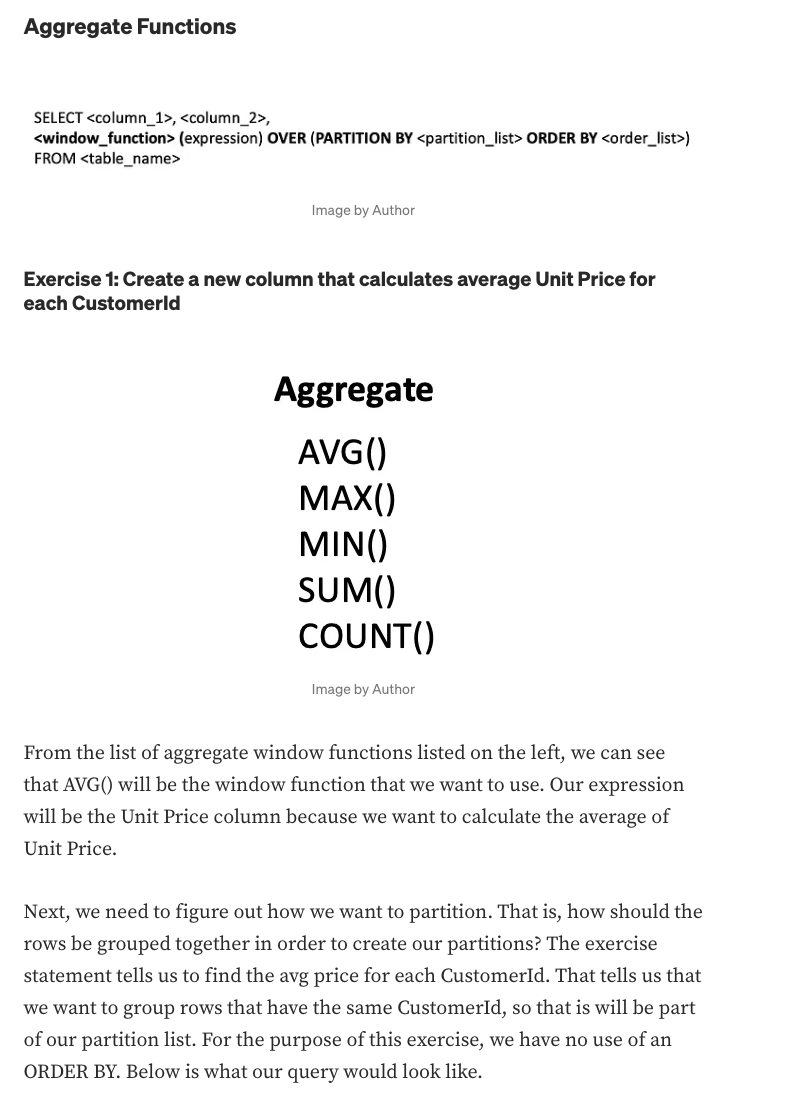 Aggregate Functions
SELECT <column_1>, <column_2>,
<window_function> (expression) OVER (PARTITION BY <partition_list> ORDER BY <order_list>)
FROM <table_name>
Image by Author
Exercise 1: Create a new column that calculates average Unit Price for
each CustomerId
Aggregate
AVG()
MAX()
MIN()
SUM()
COUNT()
Image by Author
From the list of aggregate window functions listed on the left, we can see
that AVG() will be the window function that we want to use. Our expression
will be the Unit Price column because we want to calculate the average of
Unit Price.
Next, we need to figure out how we want to partition. That is, how should the
rows be grouped together in order to create our partitions? The exercise
statement tells us to find the avg price for each CustomerId. That tells us that
we want to group rows that have the same CustomerId, so that is will be part
of our partition list. For the purpose of this exercise, we have no use of an
ORDER BY. Below is what our query would look like.